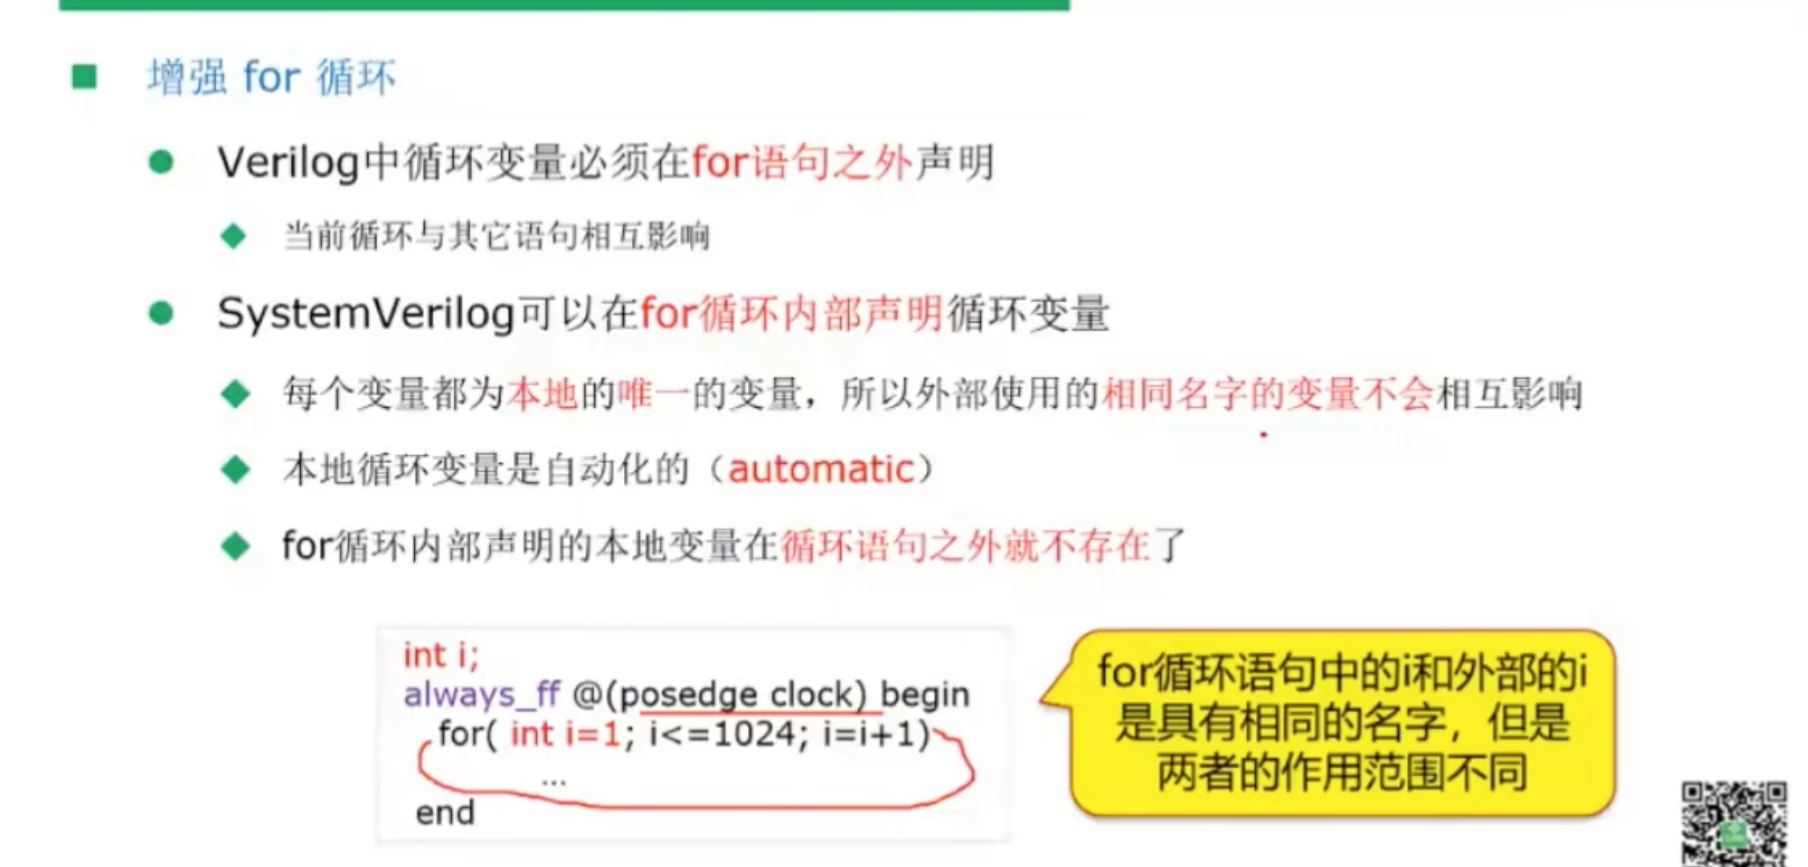 增强 for 循环
Verilog中循环变量必须在for语句之外声明
当前循环与其它语句相互影响
SystemVerilog可以在for循环内部声明循环变量
每个变量都为本地的唯一的变量，所以外部使用的相同名字的变量不会相互影响
本地循环变量是自动化的（automatic）
for循环内部声明的本地变量在循环语句之外就不存在了
int i;
always_ff @(posedge clock) begin
for( int i=1; i<=1024; i=i+1)
...
end
for循环语句中的i和外部的i
是具有相同的名字，但是
两者的作用范围不同